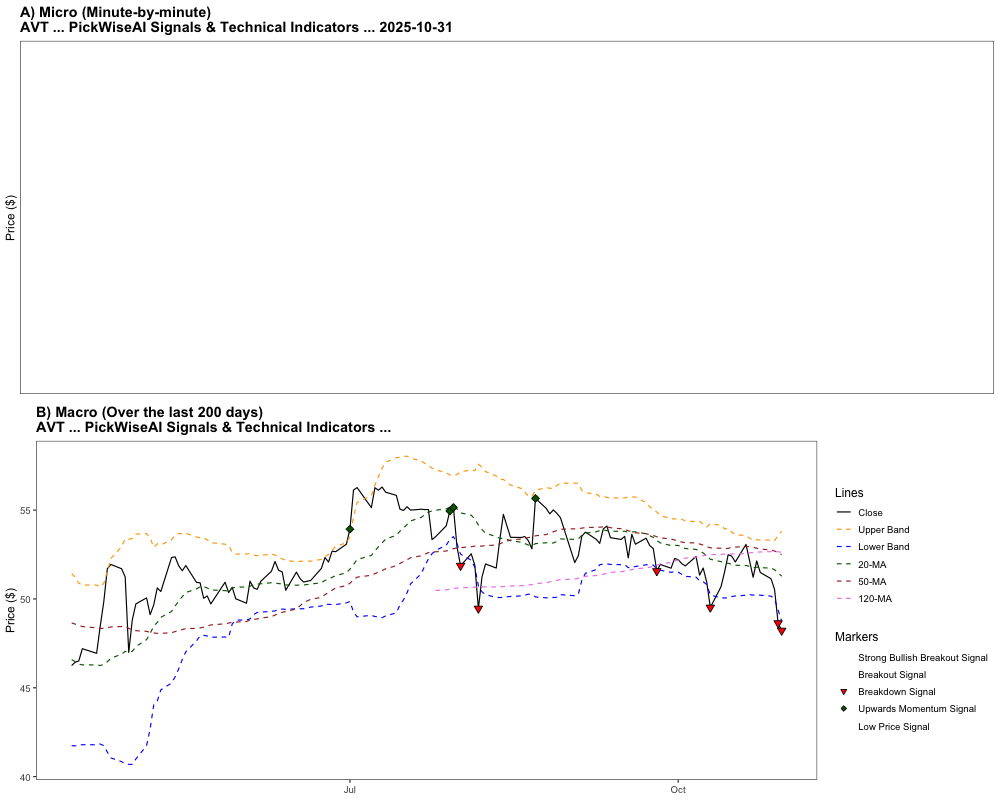 A) Micro (Minute-by-minute)
AVT ... PickWiseAI Signals & Technical Indicators ... 2025-10-31
Price ($)
B) Macro (Over the last 200 days)
AVT ... PickWiseAI Signals & Technical Indicators ...
Price ($)
55
50
45
40
Jul
Oct
Lines
Close
Upper Band
Lower Band
20-MA
50-MA
120-MA
Markers
Strong Bullish Breakout Signal
Breakout Signal
Breakdown Signal
Upwards Momentum Signal
Low Price Signal